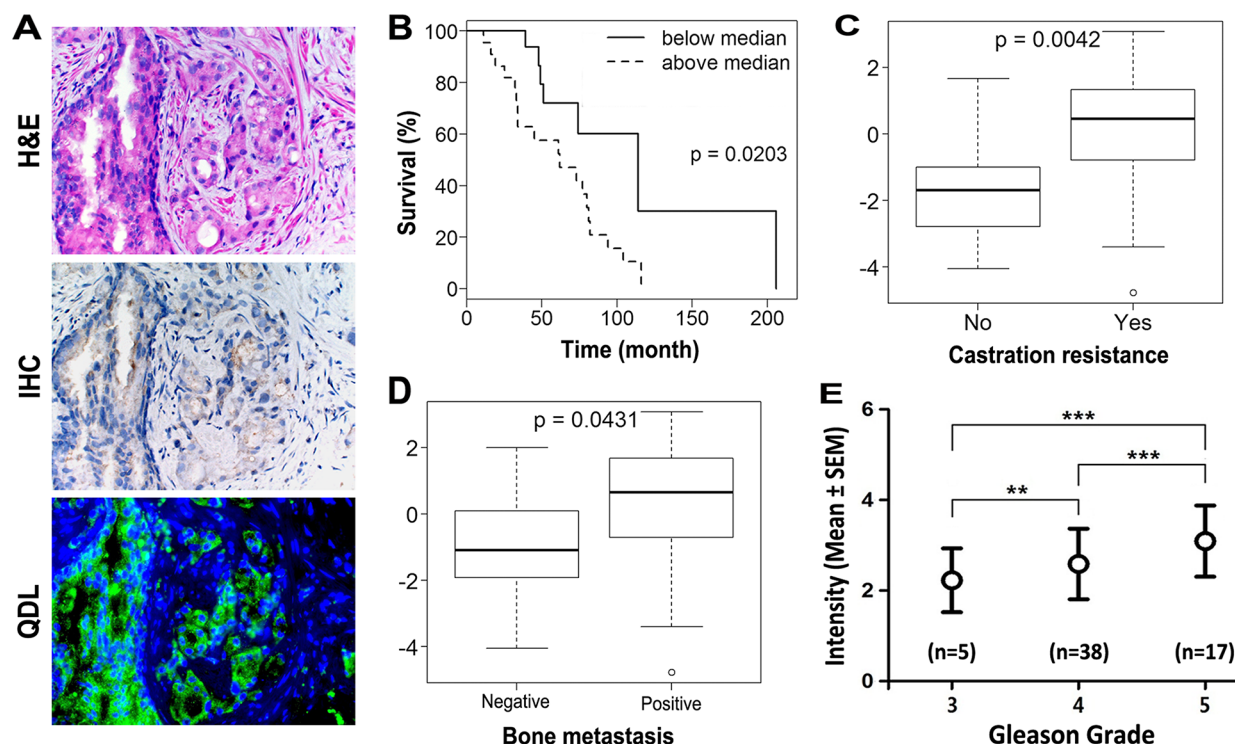 A
H&E
IHC
QDL
B
100
80
60
40
20
0
below median
above median
p = 0.0203
Survival (%)
0
50
100
150
200
Time (month)
C
p = 0.0042
2
0
-2
-4
No
Yes
Castration resistance
D
p = 0.0431
2
0
-2
-4
Negative
Positive
Bone metastasis
E
6
4
2
0
Intensity (Mean ± SEM)
***
***
**
(n=5)
(n=38)
(n=17)
3
4
5
Gleason Grade